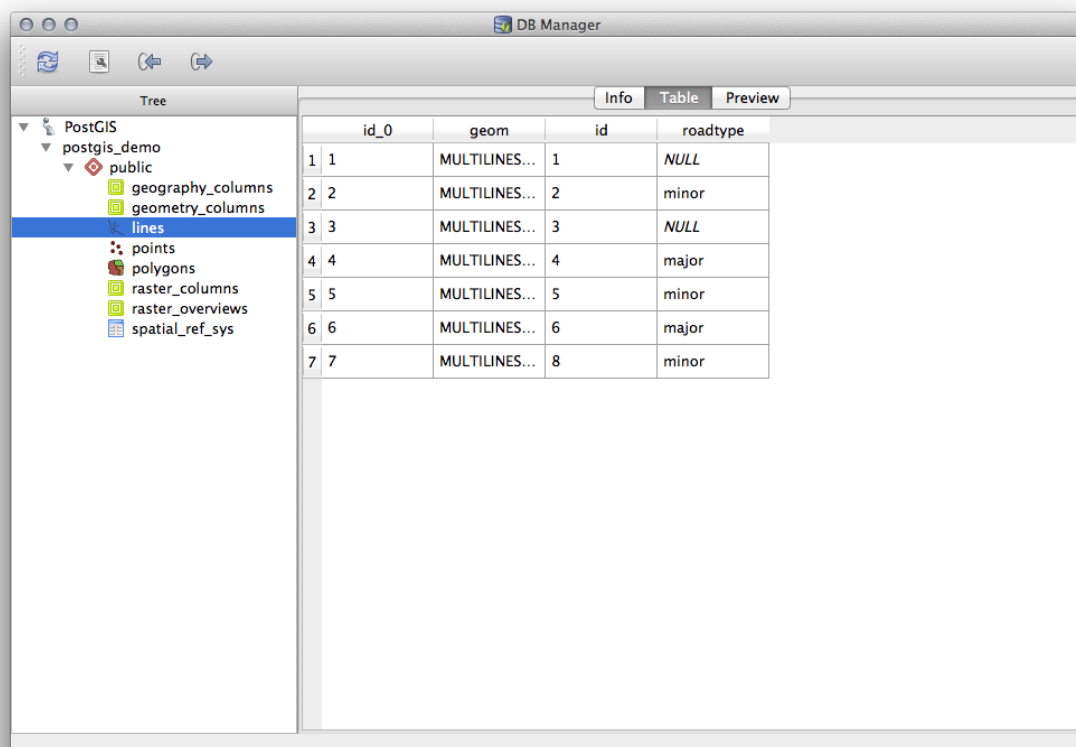 DB Manager
Tree
PostGIS
postgis_demo
public
geography_columns
geometry_columns
lines
points
polygons
raster_columns
raster_overviews
spatial_ref_sys
Info Table Preview
id_0 geom id roadtype
1 1 MULTILINES... 1 NULL
2 2 MULTILINES... 2 minor
3 3 MULTILINES... 3 NULL
4 4 MULTILINES... 4 major
5 5 MULTILINES... 5 minor
6 6 MULTILINES... 6 major
7 7 MULTILINES... 8 minor